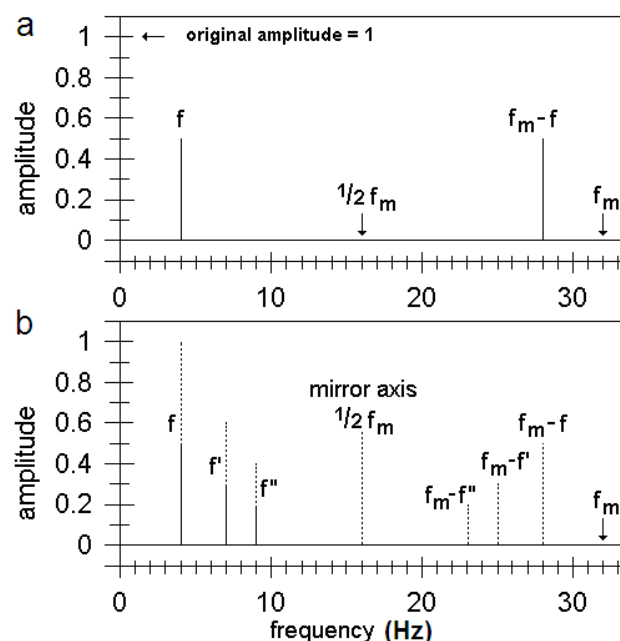 a
1
original amplitude = 1
0.8
0.6
f
fm-f
0.4
0.2
1/2 fm
fm
0
amplitude
0
10
20
30
b
1
0.8
mirror axis
0.6
1/2 fm
f
fm-f
0.4
f'
f"
fm-f'
fm-f"
0.2
fm
0
amplitude
0
10
20
30
frequency (Hz)